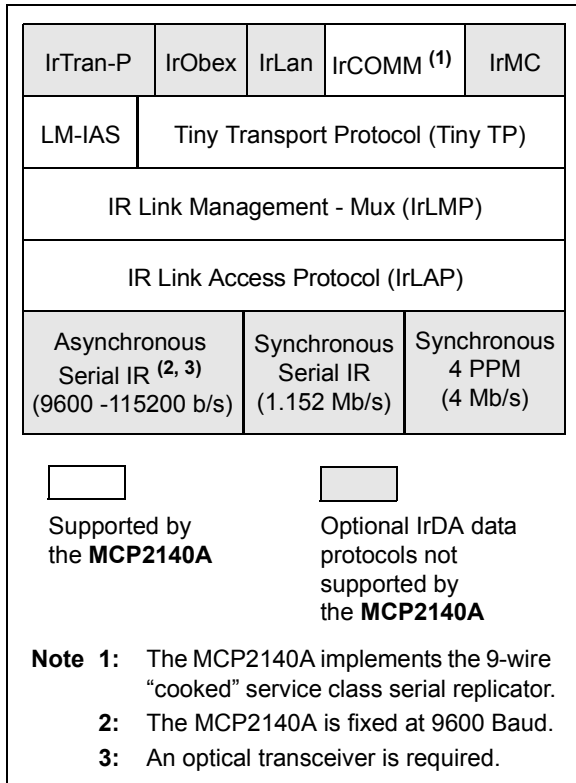 IrTran-P IrObex IrLan IrCOMM (1) IrMC
LM-IAS Tiny Transport Protocol (Tiny TP)
IR Link Management - Mux (IrLMP)
IR Link Access Protocol (IrLAP)
Asynchronous
Serial IR (2, 3)
(9600 -115200 b/s)
Synchronous
Serial IR
(1.152 Mb/s)
Synchronous
4 PPM
(4 Mb/s)
Supported by
the MCP2140A
Optional IrDA data
protocols not
supported by
the MCP2140A
Note 1: The MCP2140A implements the 9-wire
“cooked” service class serial replicator.
2: The MCP2140A is fixed at 9600 Baud.
3: An optical transceiver is required.